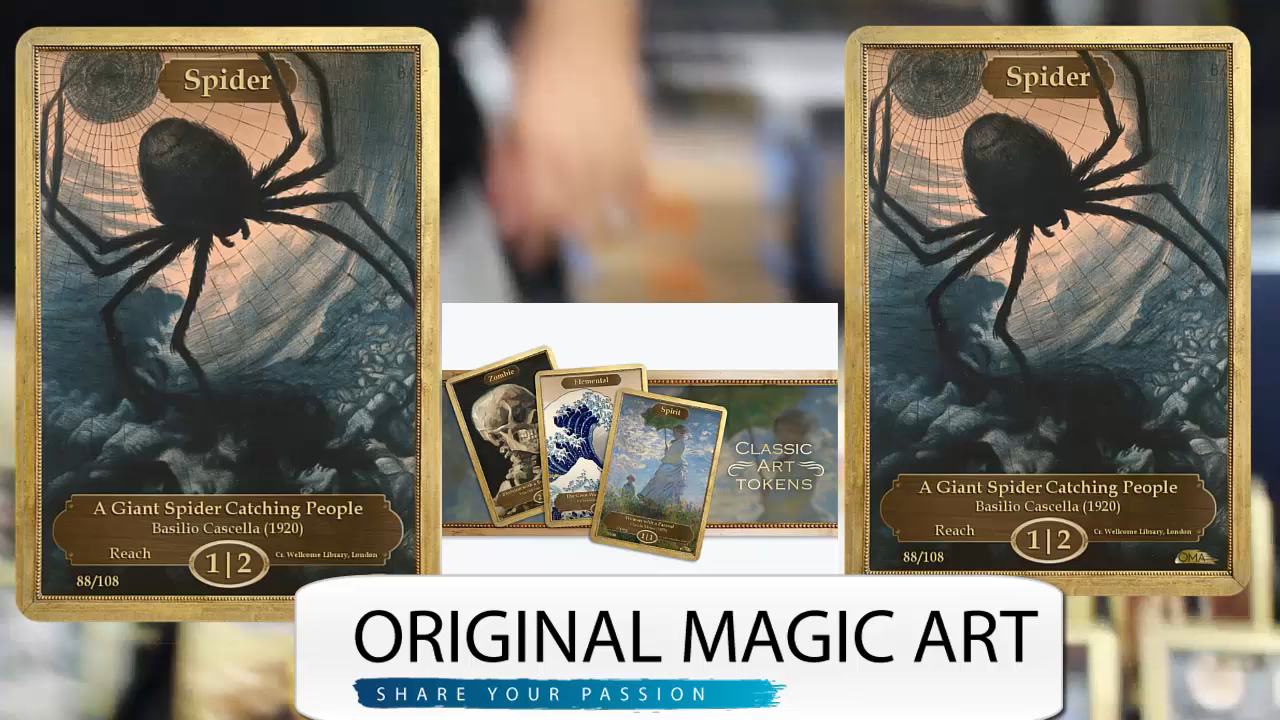 Spider
A Giant Spider Catching People
Basilio Cascella (1920)
Reach
1|2
Cr. Wellcome Library, London
88/108
Zombie
Elemental
Spirit
1|1
CLASSIC
ART
TOKENS
Spider
A Giant Spider Catching People
Basilio Cascella (1920)
Reach
1|2
Cr. Wellcome Library, London
88/108
OMA
ORIGINAL MAGIC ART
SHARE YOUR PASSION